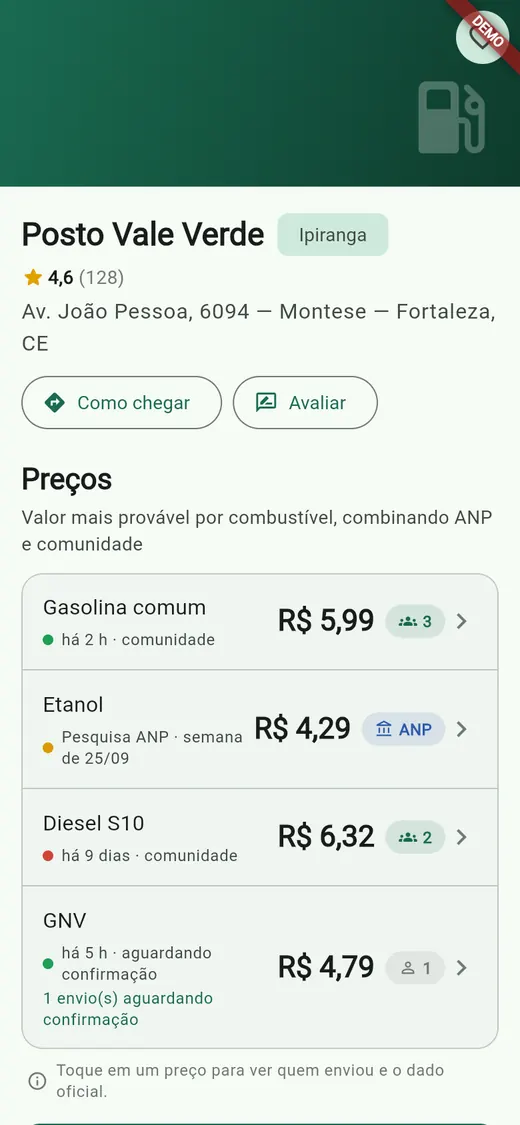 DEMO
Posto Vale Verde
Ipiranga
4,6 (128)
Av. João Pessoa, 6094 — Montese — Fortaleza,
CE
Como chegar
Avaliar
Preços
Valor mais provável por combustível, combinando ANP
e comunidade
Gasolina comum
há 2 h · comunidade
R$ 5,99
3
Etanol
Pesquisa ANP · semana
de 25/09
R$ 4,29
ANP
Diesel S10
há 9 dias · comunidade
R$ 6,32
2
GNV
há 5 h · aguardando
confirmação
1 envio(s) aguardando
confirmação
R$ 4,79
1
Toque em um preço para ver quem enviou e o dado
oficial.